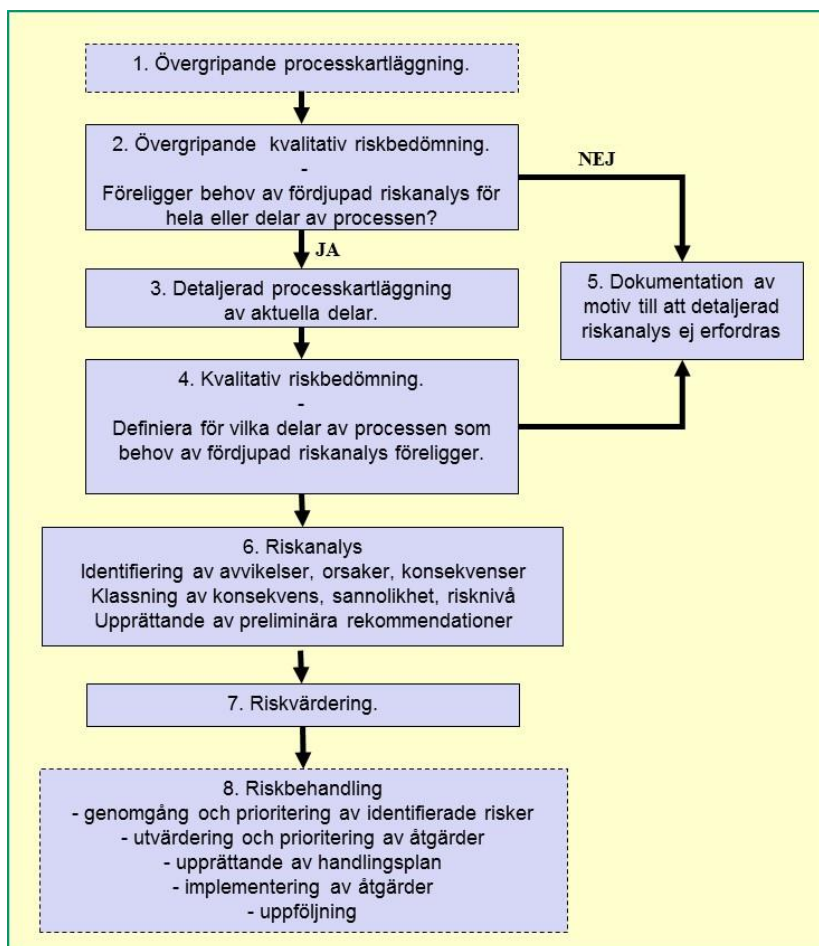 1. Övergripande processkartläggning.
2. Övergripande kvalitativ riskbedömning.
-
Föreligger behov av fördjupad riskanalys för
hela eller delar av processen?
NEJ
JA
3. Detaljerad processkartläggning
av aktuella delar.
5. Dokumentation av
motiv till att detaljerad
riskanalys ej erfordras
4. Kvalitativ riskbedömning.
-
Definiera för vilka delar av processen som
behov av fördjupad riskanalys föreligger.
6. Riskanalys
Identifiering av avvikelser, orsaker, konsekvenser
Klassning av konsekvens, sannolikhet, risknivå
Upprättande av preliminära rekommendationer
7. Riskvärdering.
8. Riskbehandling
- genomgång och prioritering av identifierade risker
- utvärdering och prioritering av åtgärder
- upprättande av handlingsplan
- implementering av åtgärder
- uppföljning